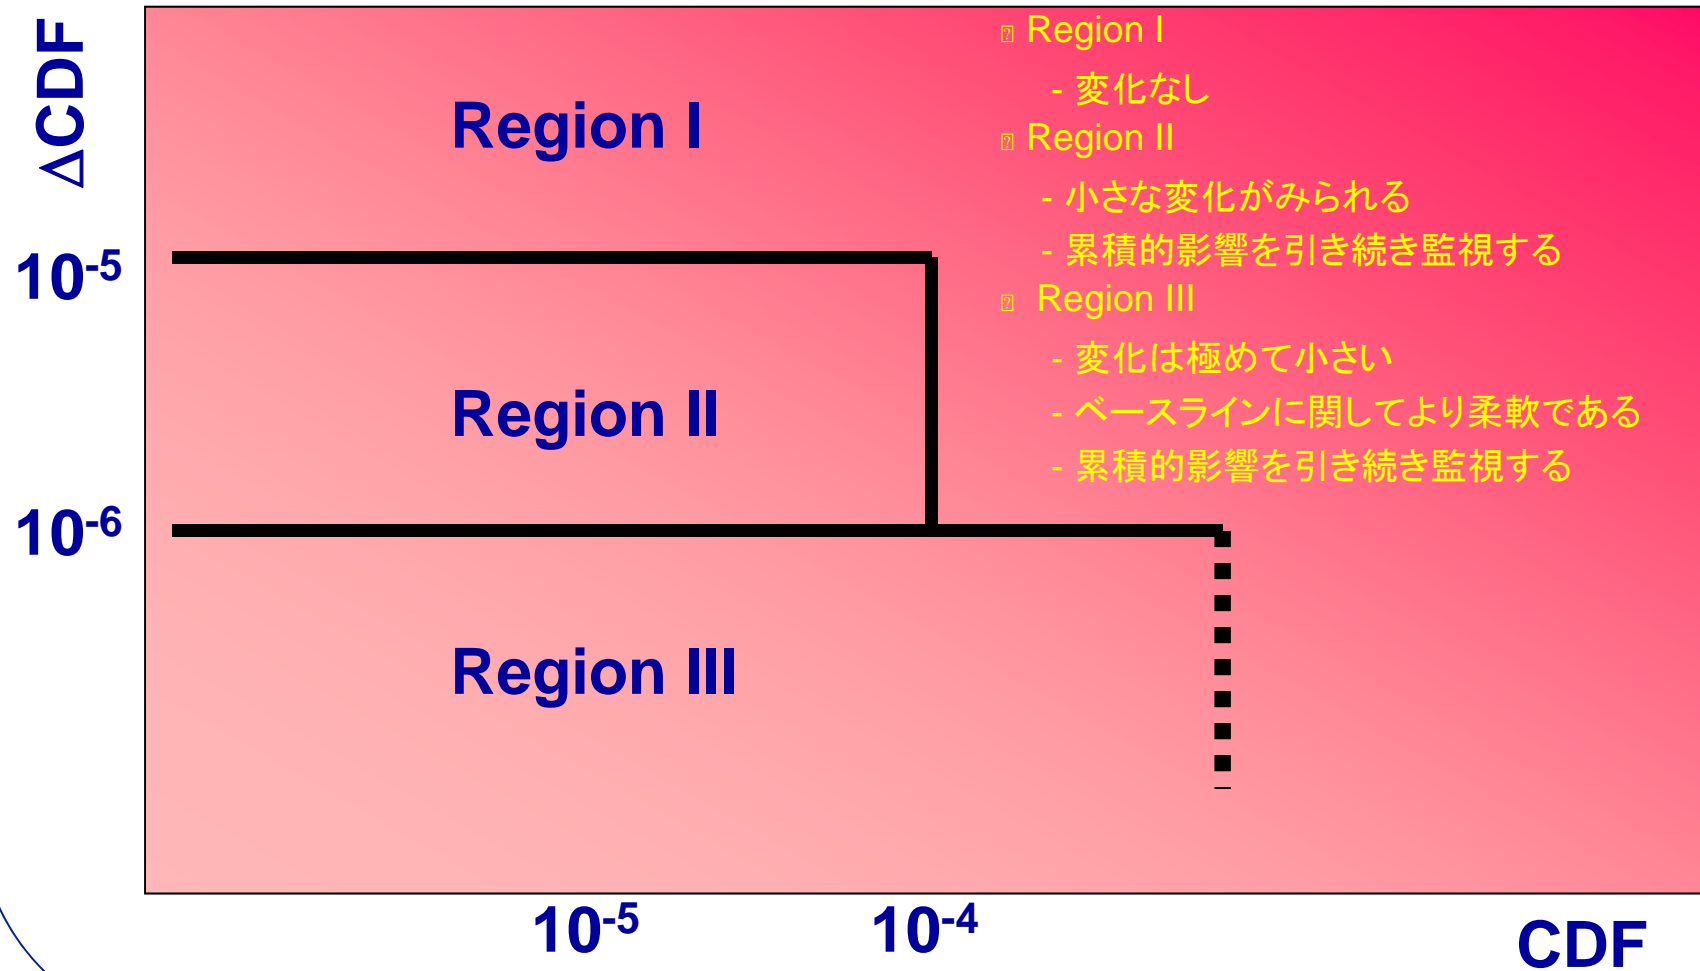 ΔCDF
Region I
- 変化なし
Region II
- 小さな変化がみられる
- 累積的影響を引き続き監視する
Region III
- 変化は極めて小さい
- ベースラインに関してより柔軟である
- 累積的影響を引き続き監視する
Region I
10⁻⁵
Region II
10⁻⁶
Region III
10⁻⁵ 10⁻⁴
CDF